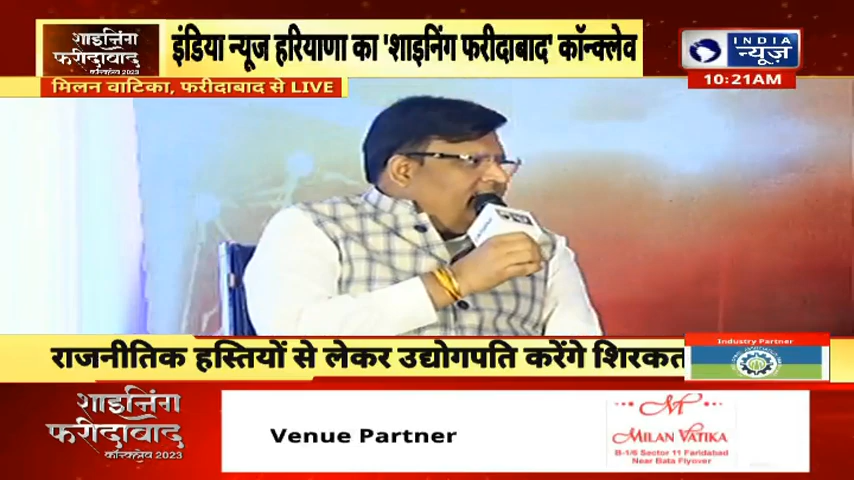 शाइनिंग
फरीदाबाद
कॉन्क्लेव 2023
इंडिया न्यूज हरियाणा का 'शाइनिंग फरीदाबाद' कॉन्क्लेव
INDIA
न्यूज़
10:21AM
मिलन वाटिका, फरीदाबाद से LIVE
राजनीतिक हस्तियों से लेकर उद्योगपति करेंगे शिरकत
Industry Partner
शाइनिंग
फरीदाबाद
कॉन्क्लेव 2023
Venue Partner
M
MILAN VATIKA
B-1/6 Sector 11 Faridabad
Near Bata Flyover